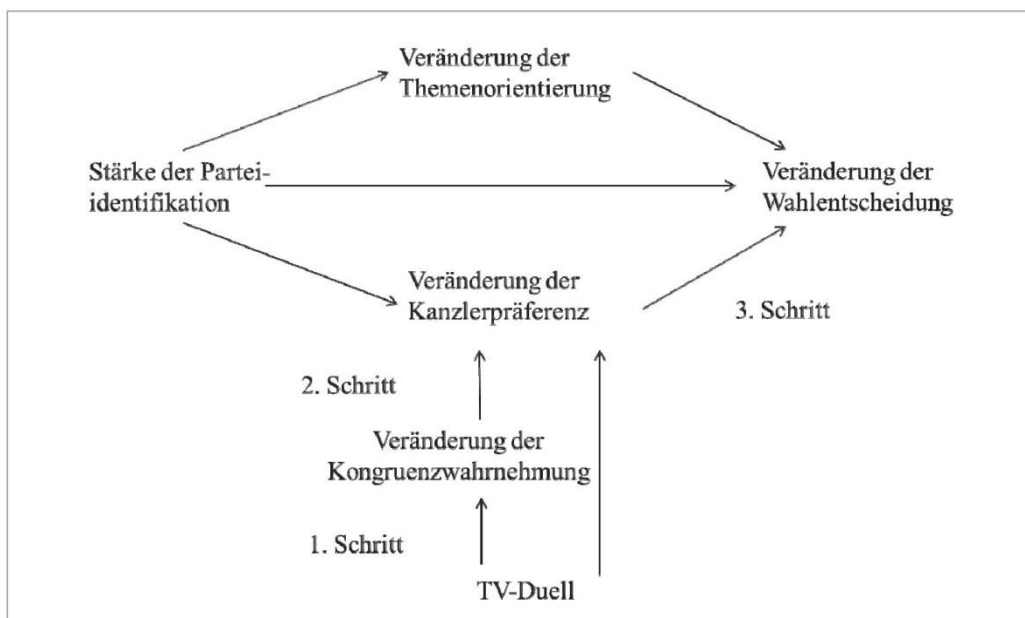 Veränderung der
Themenorientierung
Stärke der Partei-
identifikation
Veränderung der
Wahlentscheidung
Veränderung der
Kanzlerpräferenz
3. Schritt
2. Schritt
Veränderung der
Kongruenzwahrnehmung
1. Schritt
TV-Duell